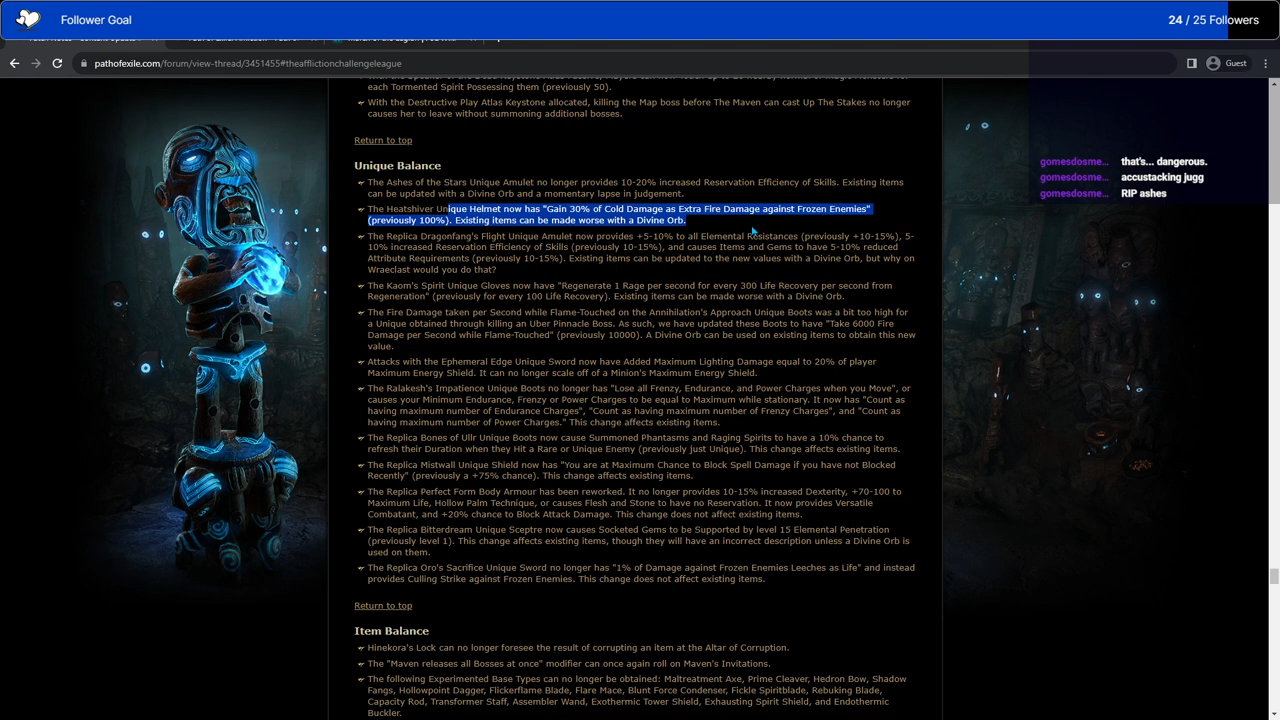 Follower Goal
24 / 25 Followers
pathofexile.com/forum/view-thread/3451455#theafflictionchallengeleague
Guest
each Tormented Spirit Possessing them (previously 50).
With the Destructive Play Atlas Keystone allocated, killing the Map boss before The Maven can cast Up The Stakes no longer
causes her to leave without summoning additional bosses.
Return to top
Unique Balance
The Ashes of the Stars Unique Amulet no longer provides 10-20% increased Reservation Efficiency of Skills. Existing items
can be updated with a Divine Orb and a momentary lapse in judgement.
The Heatshiver Unique Helmet now has "Gain 30% of Cold Damage as Extra Fire Damage against Frozen Enemies"
(previously 100%). Existing items can be made worse with a Divine Orb.
The Replica Dragonfang's Flight Unique Amulet now provides +5-10% to all Elemental Resistances (previously +10-15%), 5-
10% increased Reservation Efficiency of Skills (previously 10-15%), and causes Items and Gems to have 5-10% reduced
Attribute Requirements (previously 10-15%). Existing items can be updated to the new values with a Divine Orb, but why on
Wraeclast would you do that?
The Kaom's Spirit Unique Gloves now have "Regenerate 1 Rage per second for every 300 Life Recovery per second from
Regeneration" (previously for every 100 Life Recovery). Existing items can be made worse with a Divine Orb.
The Fire Damage taken per Second while Flame-Touched on the Annihilation's Approach Unique Boots was a bit too high for
a Unique obtained through killing an Uber Pinnacle Boss. As such, we have updated these Boots to have "Take 6000 Fire
Damage per Second while Flame-Touched" (previously 10000). A Divine Orb can be used on existing items to obtain this new
value.
Attacks with the Ephemeral Edge Unique Sword now have Added Maximum Lighting Damage equal to 20% of player
Maximum Energy Shield. It can no longer scale off of a Minion's Maximum Energy Shield.
The Ralakesh's Impatience Unique Boots no longer has "Lose all Frenzy, Endurance, and Power Charges when you Move", or
causes your Minimum Endurance, Frenzy or Power Charges to be equal to Maximum while stationary. It now has "Count as
having maximum number of Endurance Charges", "Count as having maximum number of Frenzy Charges", and "Count as
having maximum number of Power Charges." This change affects existing items.
The Replica Bones of Ullr Unique Boots now cause Summoned Phantasms and Raging Spirits to have a 10% chance to
refresh their Duration when they Hit a Rare or Unique Enemy (previously just Unique). This change affects existing items.
The Replica Mistwall Unique Shield now has "You are at Maximum Chance to Block Spell Damage if you have not Blocked
Recently" (previously a +75% chance). This change affects existing items.
The Replica Perfect Form Body Armour has been reworked. It no longer provides 10-15% increased Dexterity, +70-100 to
Maximum Life, Hollow Palm Technique, or causes Flesh and Stone to have no Reservation. It now provides Versatile
Combatant, and +20% chance to Block Attack Damage. This change does not affect existing items.
The Replica Bitterdream Unique Sceptre now causes Socketed Gems to be Supported by level 15 Elemental Penetration
(previously level 1). This change affects existing items, though they will have an incorrect description unless a Divine Orb is
used on them.
The Replica Oro's Sacrifice Unique Sword no longer has "1% of Damage against Frozen Enemies Leeches as Life" and instead
provides Culling Strike against Frozen Enemies. This change does not affect existing items.
Return to top
Item Balance
Hinekora's Lock can no longer foresee the result of corrupting an item at the Altar of Corruption.
The "Maven releases all Bosses at once" modifier can once again roll on Maven's Invitations.
The following Experimented Base Types can no longer be obtained: Maltreatment Axe, Prime Cleaver, Hedron Bow, Shadow
Fangs, Hollowpoint Dagger, Flickerflame Blade, Flare Mace, Blunt Force Condenser, Fickle Spiritblade, Rebuking Blade,
Capacity Rod, Transformer Staff, Assembler Wand, Exothermic Tower Shield, Exhausting Spirit Shield, and Endothermic
Buckler.
gomesdosme... that's... dangerous.
gomesdosme... accustacking jugg
gomesdosme... RIP ashes